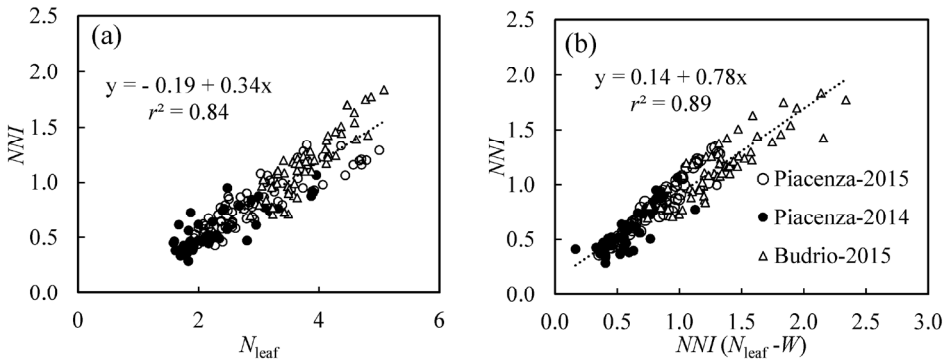 (a)
y = - 0.19 + 0.34x
r² = 0.84
NNI
2.5
2.0
1.5
1.0
0.5
0.0
0
2
4
6
Nleaf
(b)
y = 0.14 + 0.78x
r² = 0.89
NNI
2.5
2.0
1.5
1.0
0.5
0.0
Piacenza-2015
Piacenza-2014
Budrio-2015
0.0 0.5 1.0 1.5 2.0 2.5 3.0
NNI (Nleaf -W)